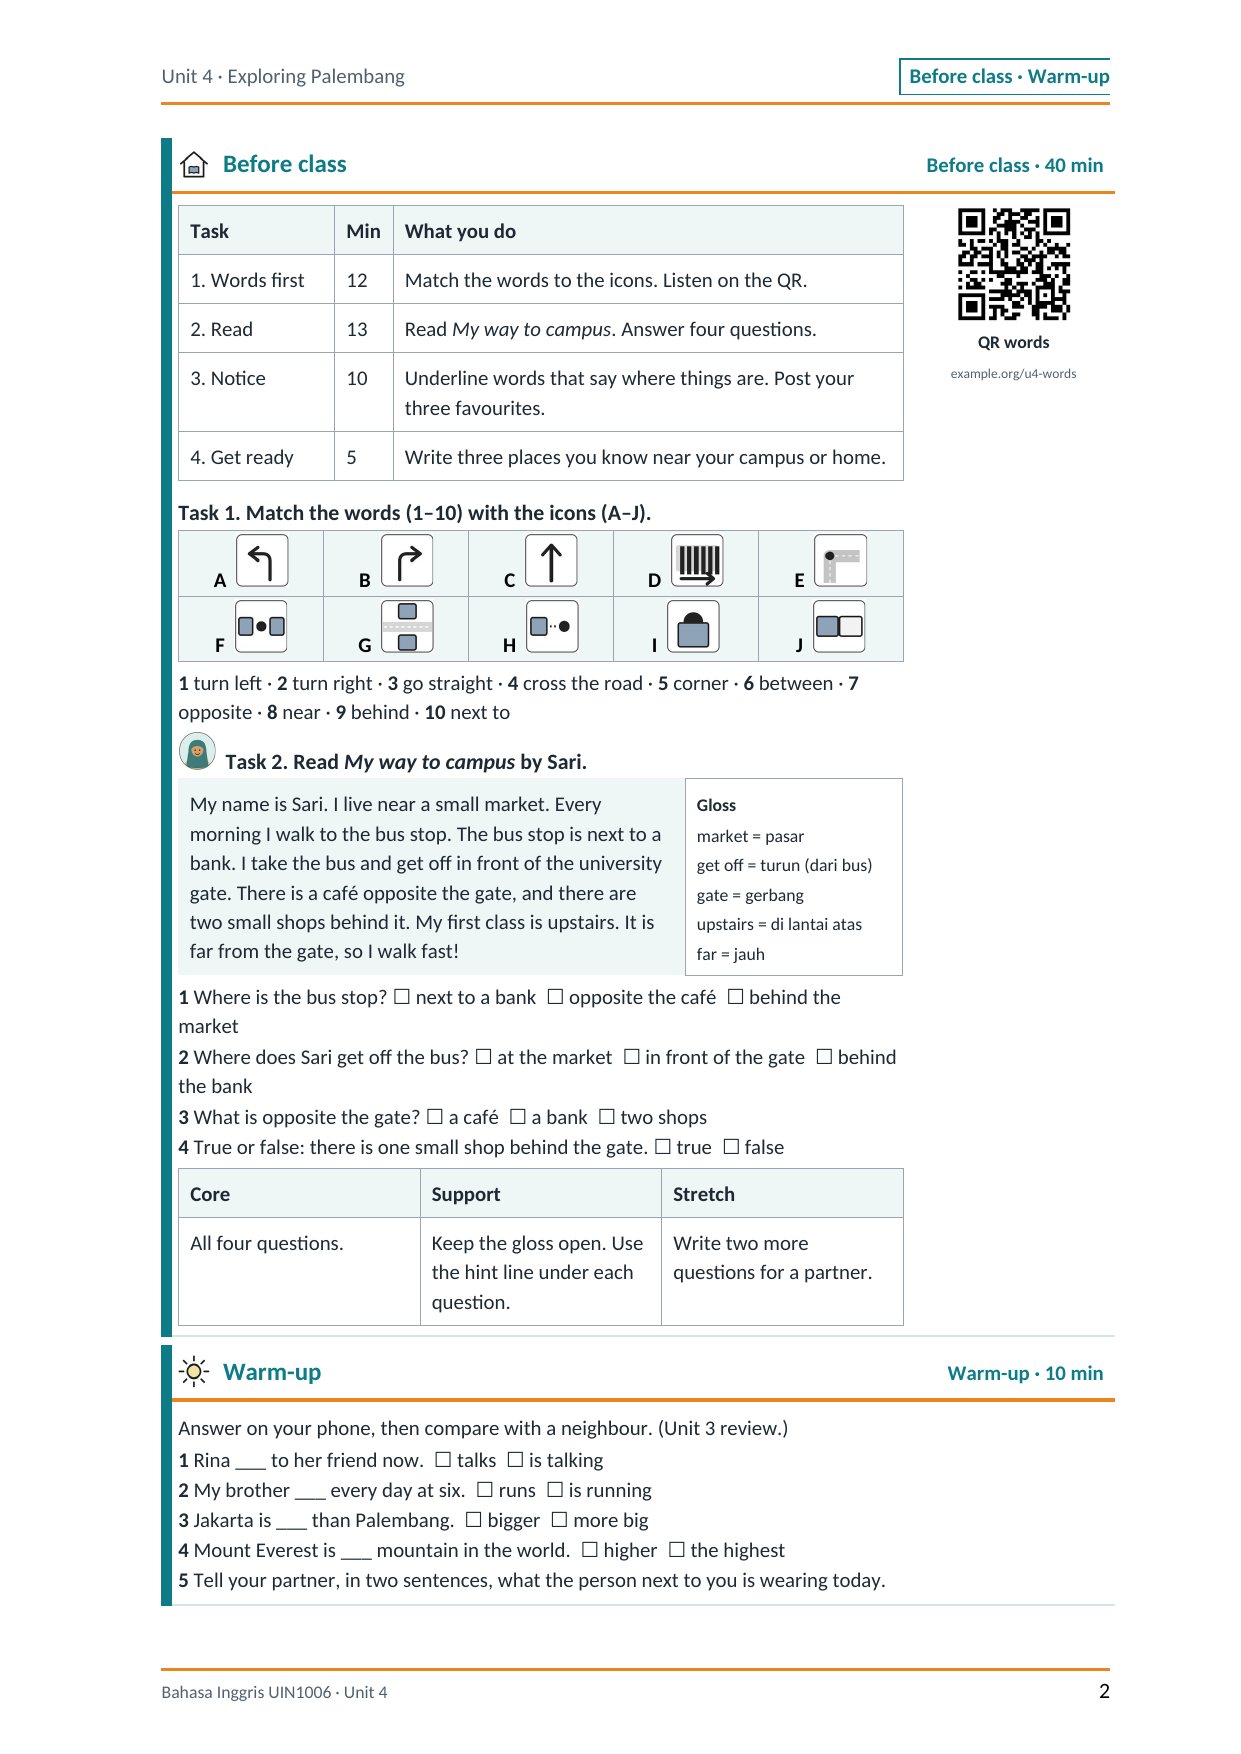 Unit 4 · Exploring Palembang
Before class · Warm-up
Before class
Before class · 40 min
Task Min What you do
1. Words first 12 Match the words to the icons. Listen on the QR.
2. Read 13 Read My way to campus. Answer four questions.
3. Notice 10 Underline words that say where things are. Post your
three favourites.
4. Get ready 5 Write three places you know near your campus or home.
QR words
example.org/u4-words
Task 1. Match the words (1–10) with the icons (A–J).
A B C D E
F G H I J
1 turn left · 2 turn right · 3 go straight · 4 cross the road · 5 corner · 6 between · 7
opposite · 8 near · 9 behind · 10 next to
Task 2. Read My way to campus by Sari.
My name is Sari. I live near a small market. Every
morning I walk to the bus stop. The bus stop is next to a
bank. I take the bus and get off in front of the university
gate. There is a café opposite the gate, and there are
two small shops behind it. My first class is upstairs. It is
far from the gate, so I walk fast!
Gloss
market = pasar
get off = turun (dari bus)
gate = gerbang
upstairs = di lantai atas
far = jauh
1 Where is the bus stop? ☐ next to a bank ☐ opposite the café ☐ behind the
market
2 Where does Sari get off the bus? ☐ at the market ☐ in front of the gate ☐ behind
the bank
3 What is opposite the gate? ☐ a café ☐ a bank ☐ two shops
4 True or false: there is one small shop behind the gate. ☐ true ☐ false
Core Support Stretch
All four questions.
Keep the gloss open. Use
the hint line under each
question.
Write two more
questions for a partner.
Warm-up
Warm-up · 10 min
Answer on your phone, then compare with a neighbour. (Unit 3 review.)
1 Rina ___ to her friend now. ☐ talks ☐ is talking
2 My brother ___ every day at six. ☐ runs ☐ is running
3 Jakarta is ___ than Palembang. ☐ bigger ☐ more big
4 Mount Everest is ___ mountain in the world. ☐ higher ☐ the highest
5 Tell your partner, in two sentences, what the person next to you is wearing today.
Bahasa Inggris UIN1006 · Unit 4
2